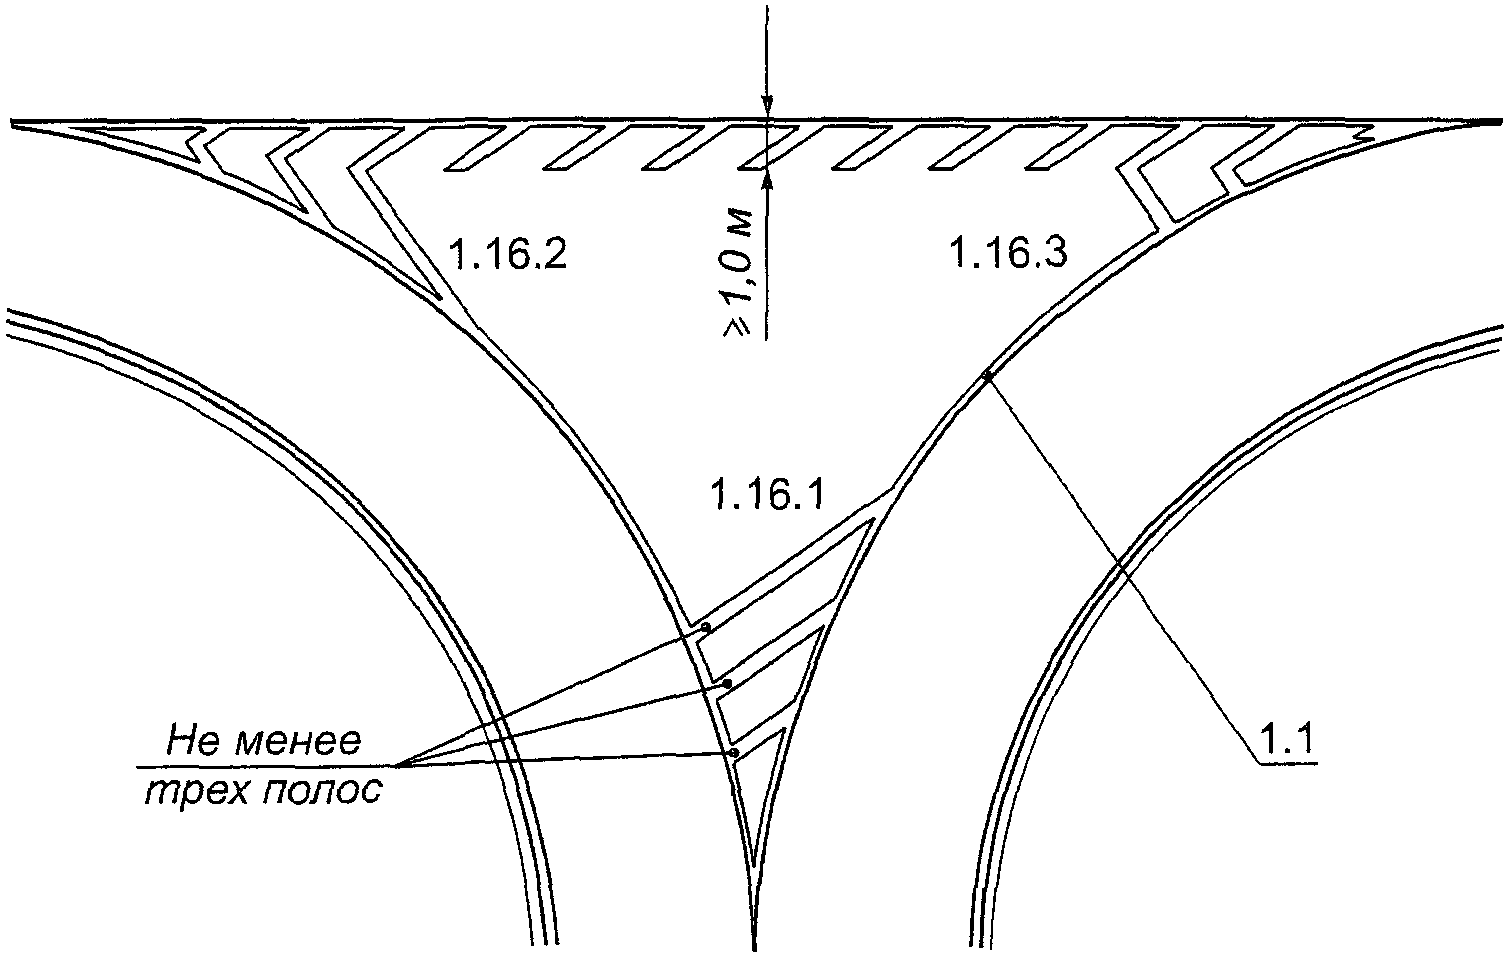 1.16.2
≥1,0 м
1.16.3
1.16.1
Не менее
трех полос
1.1